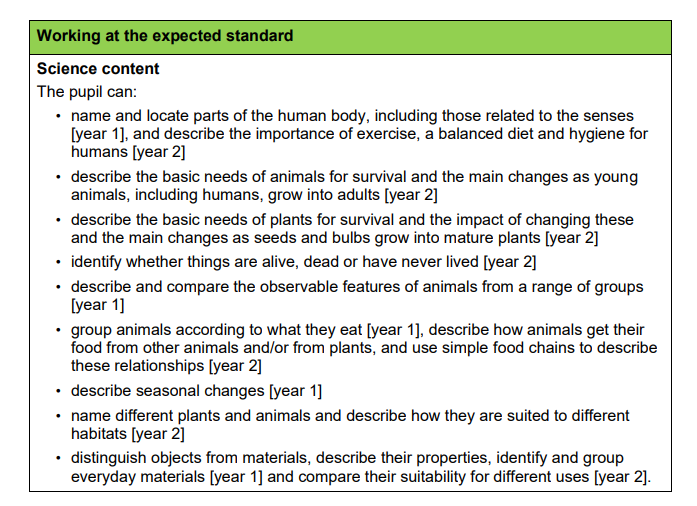 Working at the expected standard
Science content
The pupil can:
• name and locate parts of the human body, including those related to the senses
[year 1], and describe the importance of exercise, a balanced diet and hygiene for
humans [year 2]
• describe the basic needs of animals for survival and the main changes as young
animals, including humans, grow into adults [year 2]
• describe the basic needs of plants for survival and the impact of changing these
and the main changes as seeds and bulbs grow into mature plants [year 2]
• identify whether things are alive, dead or have never lived [year 2]
• describe and compare the observable features of animals from a range of groups
[year 1]
• group animals according to what they eat [year 1], describe how animals get their
food from other animals and/or from plants, and use simple food chains to describe
these relationships [year 2]
• describe seasonal changes [year 1]
• name different plants and animals and describe how they are suited to different
habitats [year 2]
• distinguish objects from materials, describe their properties, identify and group
everyday materials [year 1] and compare their suitability for different uses [year 2].